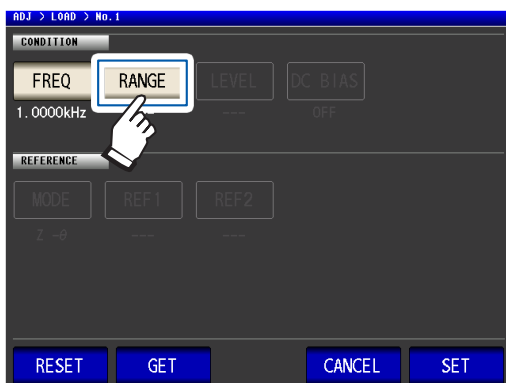 ADJ > LOAD > No.1
CONDITION
FREQ RANGE LEVEL DC BIAS
1.0000kHz --- OFF
REFERENCE
MODE REF1 REF2
Z -θ --- ---
RESET GET CANCEL SET